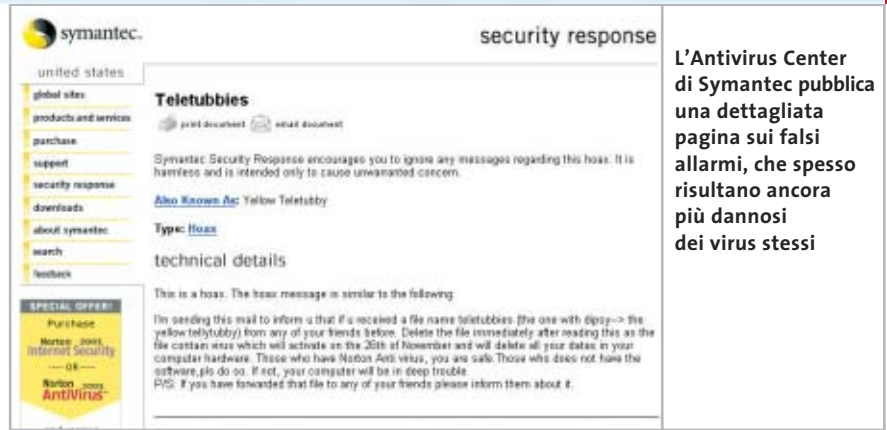 symantec.
security response
united states
global sites
products and services
purchase
support
security response
downloads
about symantec
search
feedback
SPECIAL OFFER!
Purchase
Norton 2003
Internet Security
OR
Norton 2003
AntiVirus
Teletubbies
print document email document
Symantec Security Response encourages you to ignore any messages regarding this hoax. It is
harmless and is intended only to cause unwarranted concern.
Also Known As: Yellow Teletubby
Type: Hoax
technical details
This is a hoax. The hoax message is similar to the following
I'm sending this mail to inform u that if u received a file name teletubbies (the one with dipsy--> the
yellow tellytubby) from any of your friends before. Delete the file immediately after reading this as the
file contain virus which will activate on the 26th of November and will delete all your datas in your
computer hardware. Those who have Norton Anti virus, you are safe.Those who does not have the
software,pls do so. If not, your computer will be in deep trouble.
P/S: If you have forwarded that file to any of your friends please inform them about it.
L'Antivirus Center
di Symantec pubblica
una dettagliata
pagina sui falsi
allarmi, che spesso
risultano ancora
più dannosi
dei virus stessi